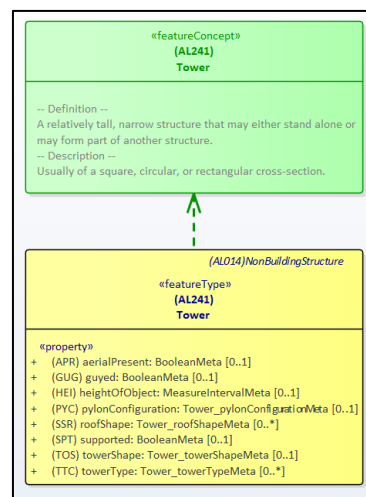 «featureConcept»
(AL241)
Tower
-- Definition --
A relatively tall, narrow structure that may either stand alone or
may form part of another structure.
-- Description --
Usually of a square, circular, or rectangular cross-section.
(AL014)NonBuildingStructure
«featureType»
(AL241)
Tower
«property»
+ (APR) aerialPresent: BooleanMeta [0..1]
+ (GUG) guyed: BooleanMeta [0..1]
+ (HEI) heightOfObject: MeasureIntervalMeta [0..1]
+ (PYC) pylonConfiguration: Tower_pylonConfigurationMeta [0..1]
+ (SSR) roofShape: Tower_roofShapeMeta [0..*]
+ (SPT) supported: BooleanMeta [0..1]
+ (TOS) towerShape: Tower_towerShapeMeta [0..1]
+ (TTC) towerType: Tower_towerTypeMeta [0..*]